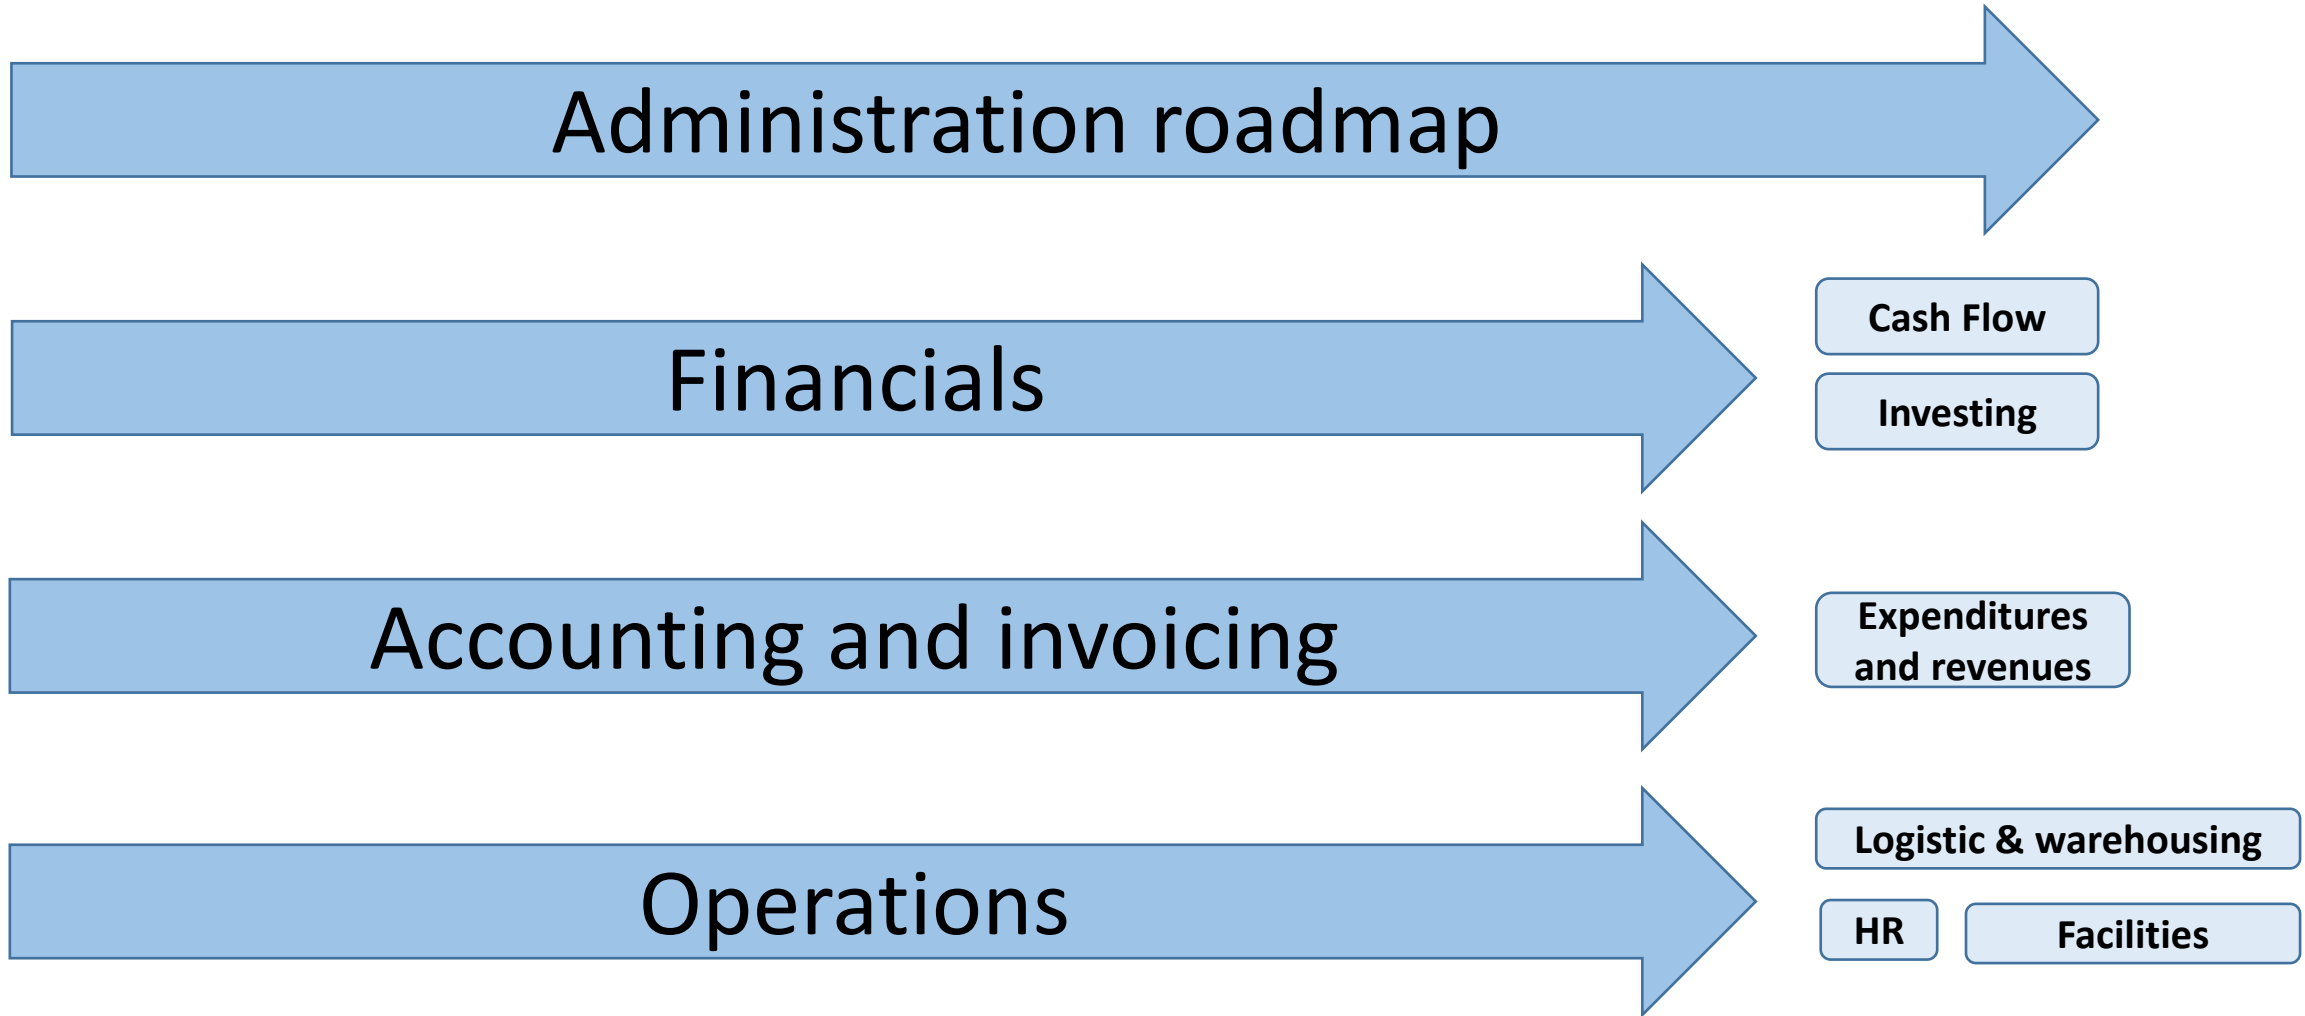 Administration roadmap
Financials
Cash Flow
Investing
Accounting and invoicing
Expenditures
and revenues
Operations
Logistic & warehousing
HR
Facilities